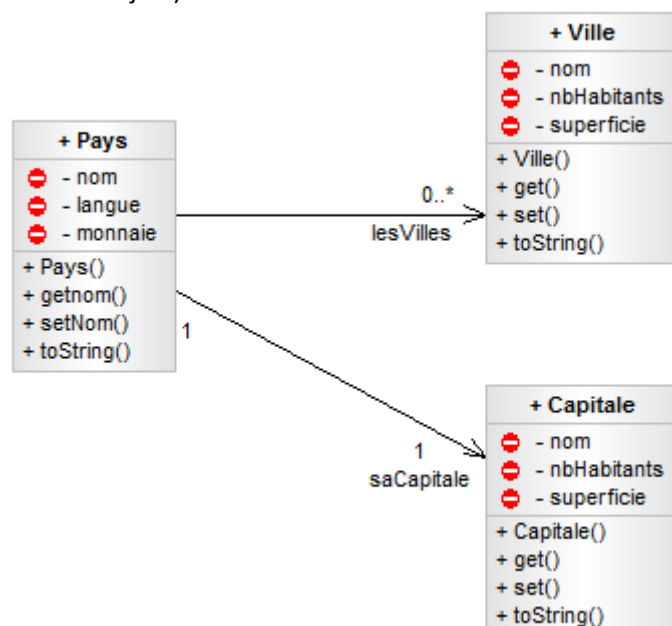 + Ville
- nom
- nbHabitants
- superficie
+ Ville()
+ get()
+ set()
+ toString()
+ Pays
- nom
- langue
- monnaie
+ Pays()
+ getnom()
+ setNom()
+ toString()
0..*
lesVilles
1
1
saCapitale
+ Capitale
- nom
- nbHabitants
- superficie
+ Capitale()
+ get()
+ set()
+ toString()